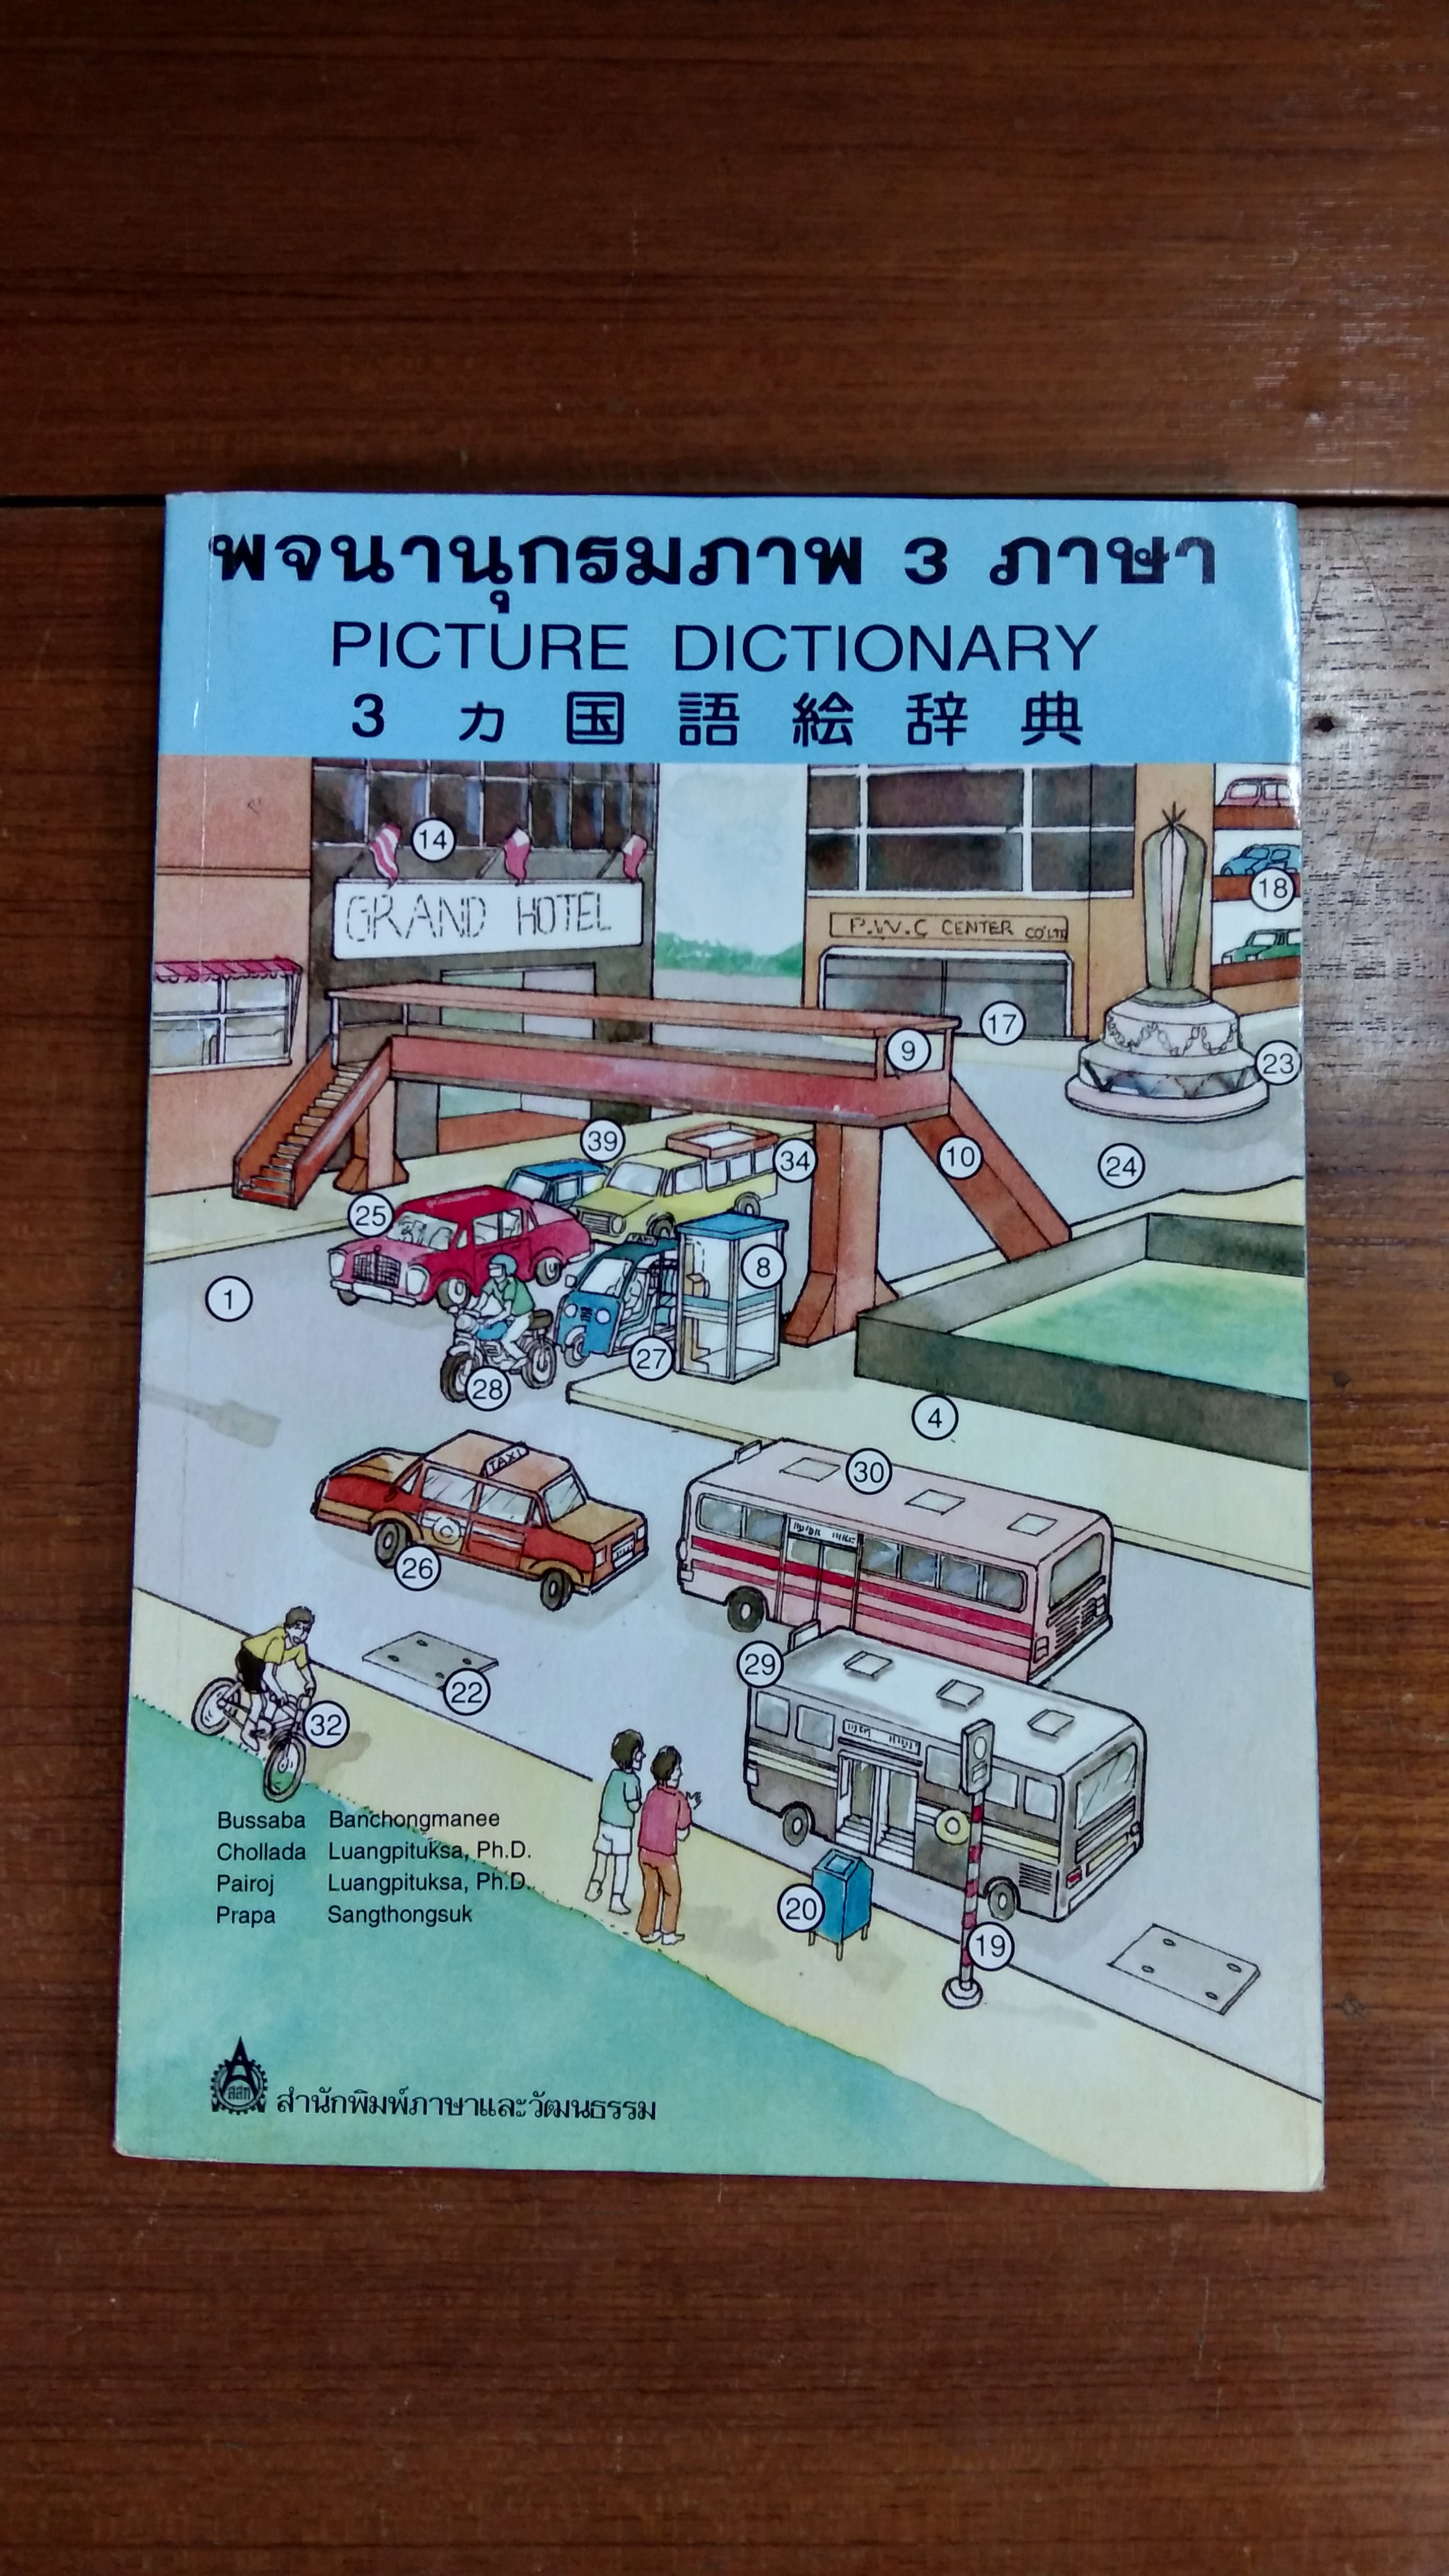 พจนานุกรมภาพ 3 ภาษา
PICTURE DICTIONARY
3 ヵ 国 語 絵 辞 典
14
GRAND HOTEL
18
P.W.C CENTER CO'LTD
17
9
23
39
34
10
24
25
8
1
27
28
4
30
TAXI
26
29
22
32
Bussaba Banchongmanee
Chollada Luangpituksa, Ph.D.
Pairoj Luangpituksa, Ph.D.
Prapa Sangthongsuk
20
19
สสท
สำนักพิมพ์ภาษาและวัฒนธรรม